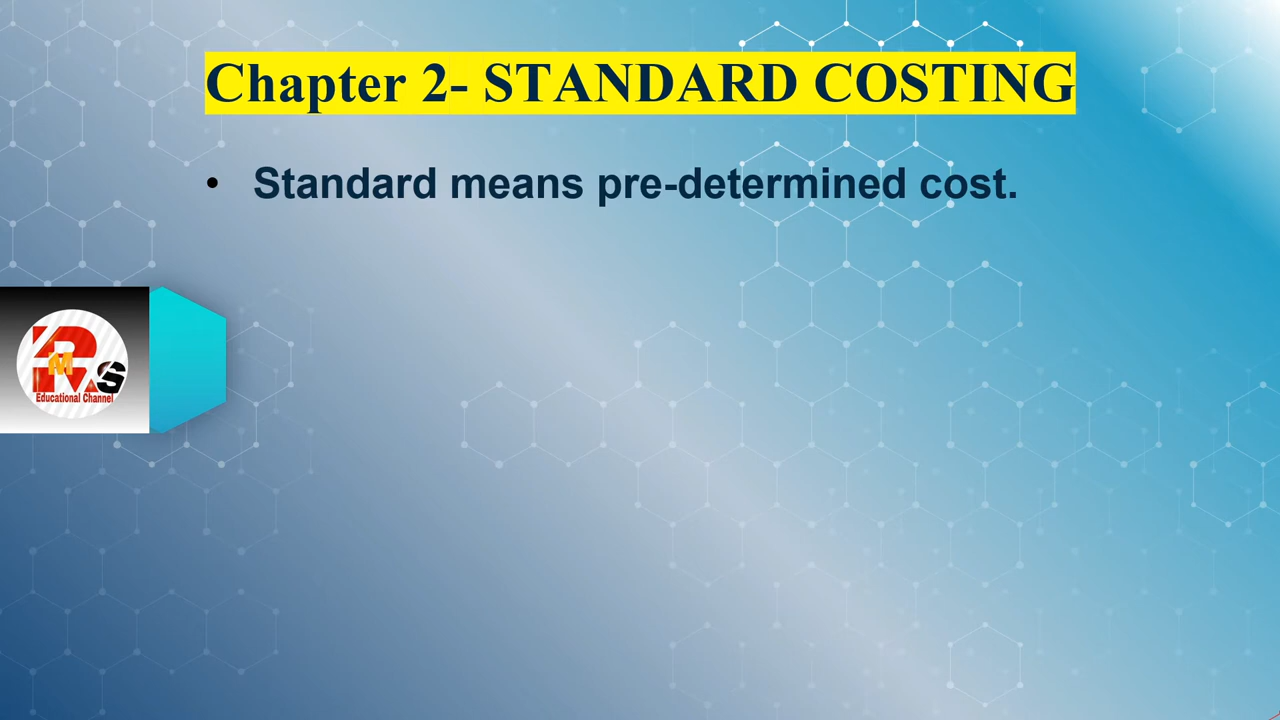 Chapter 2- STANDARD COSTING
• Standard means pre-determined cost.
M
S
Educational Channel